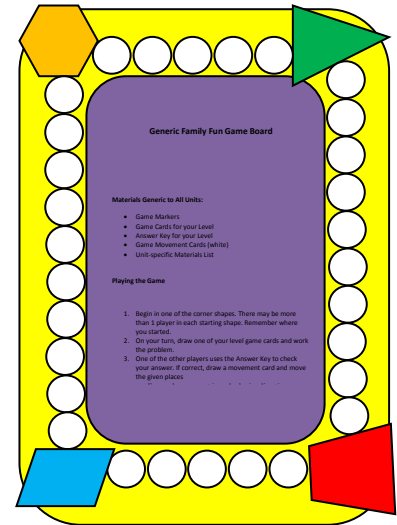 Generic Family Fun Game Board
Materials Generic to All Units:
• Game Markers
• Game Cards for your Level
• Answer Key for your Level
• Game Movement Cards (white)
• Unit-specific Materials List
Playing the Game
1. Begin in one of the corner shapes. There may be more
than 1 player in each starting shape. Remember where
you started.
2. On your turn, draw one of your level game cards and work
the problem.
3. One of the other players uses the Answer Key to check
your answer. If correct, draw a movement card and move
the given places